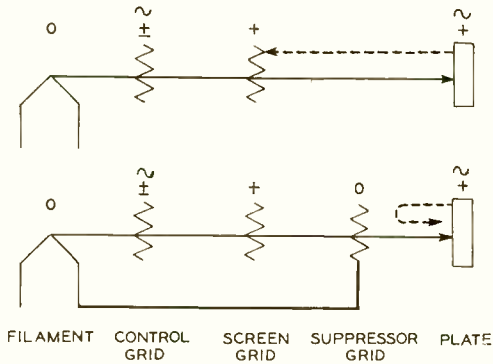 0
∼
±
+
∼
+
0
∼
±
+
0
∼
+
FILAMENT
CONTROL
GRID
SCREEN
GRID
SUPPRESSOR
GRID
PLATE